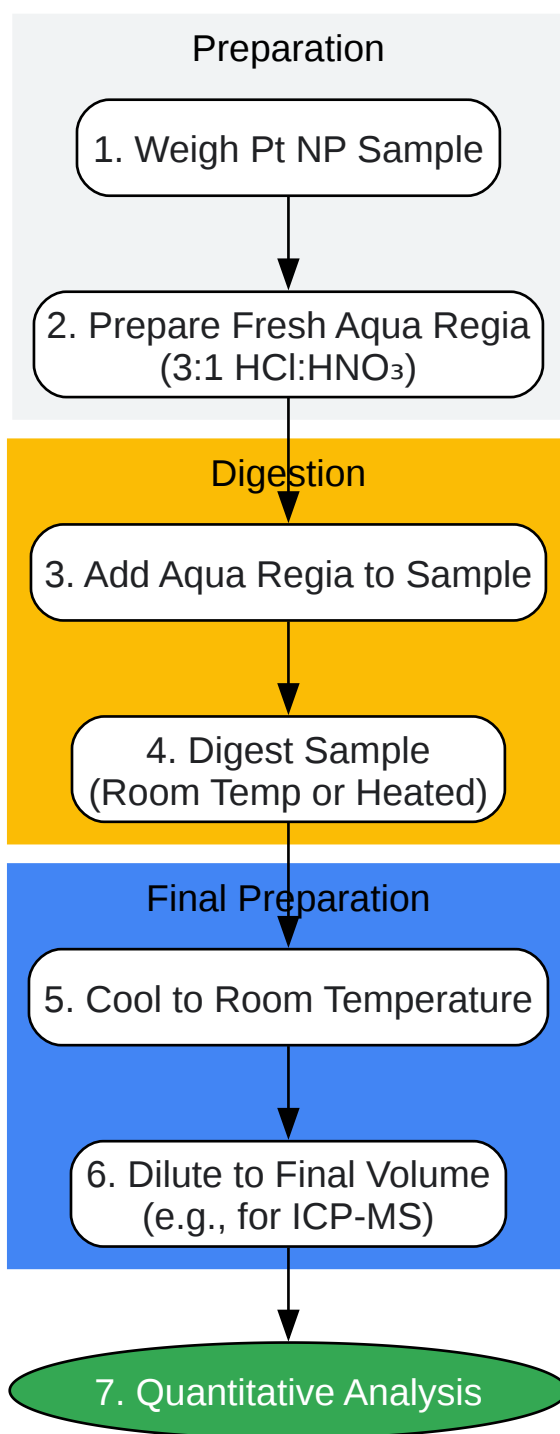 Preparation
1. Weigh Pt NP Sample
2. Prepare Fresh Aqua Regia
(3:1 HCl:HNO₃)
Digestion
3. Add Aqua Regia to Sample
4. Digest Sample
(Room Temp or Heated)
Final Preparation
5. Cool to Room Temperature
6. Dilute to Final Volume
(e.g., for ICP-MS)
7. Quantitative Analysis